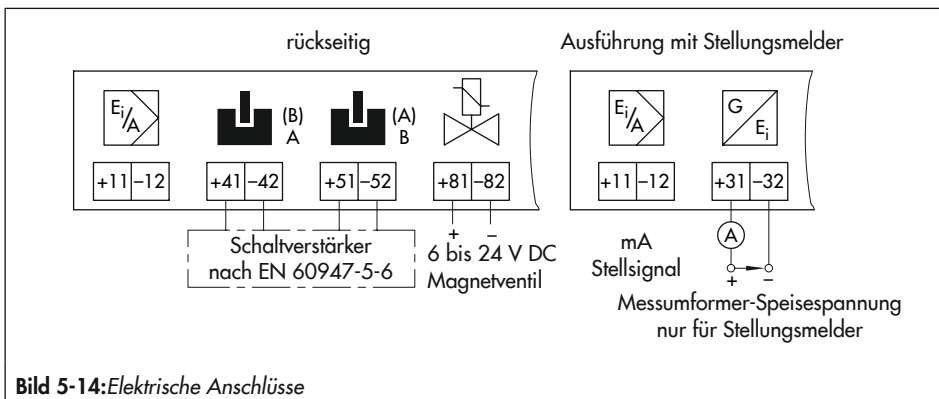 rückseitig
Ausführung mit Stellungsmelder
Ei/A
(B)
A
(A)
B
Ei/A
G
Ei
+11 –12
+41 –42
+51 –52
+81 –82
+11 –12
+31 –32
Schaltverstärker
nach EN 60947-5-6
+ –
6 bis 24 V DC
Magnetventil
mA
Stellsignal
A
+ –
Messumformer-Speisespannung
nur für Stellungsmelder
Bild 5-14:Elektrische Anschlüsse